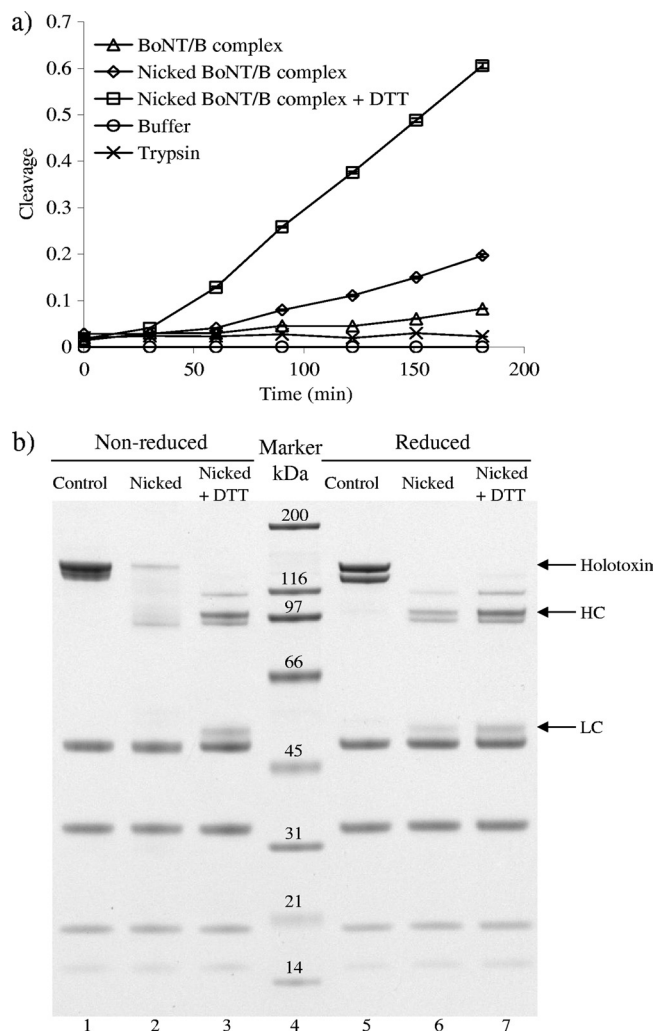 a)
BoNT/B complex
Nicked BoNT/B complex
Nicked BoNT/B complex + DTT
Buffer
Trypsin
0.7
0.6
0.5
0.4
0.3
0.2
0.1
0
Cleavage
0 50 100 150 200
Time (min)
b)
Non-reduced Marker Reduced
kDa
Control Nicked Nicked + DTT Control Nicked Nicked + DTT
200
Holotoxin
116
HC
97
66
LC
45
31
21
14
1 2 3 4 5 6 7